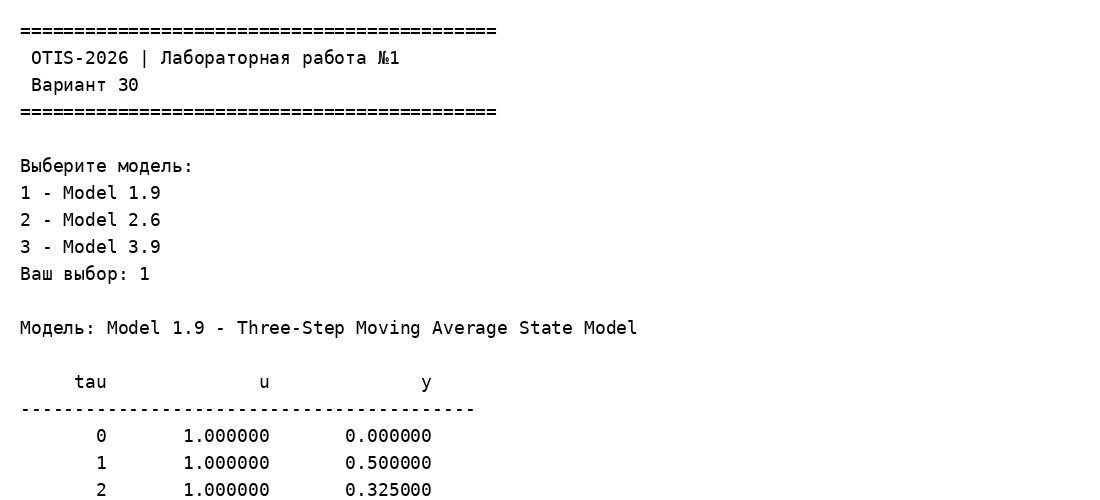 ============================================
OTIS-2026 | Лабораторная работа №1
Вариант 30
============================================
Выберите модель:
1 - Model 1.9
2 - Model 2.6
3 - Model 3.9
Ваш выбор: 1
Модель: Model 1.9 - Three-Step Moving Average State Model
tau u y
------------------------------------------
0 1.000000 0.000000
1 1.000000 0.500000
2 1.000000 0.325000